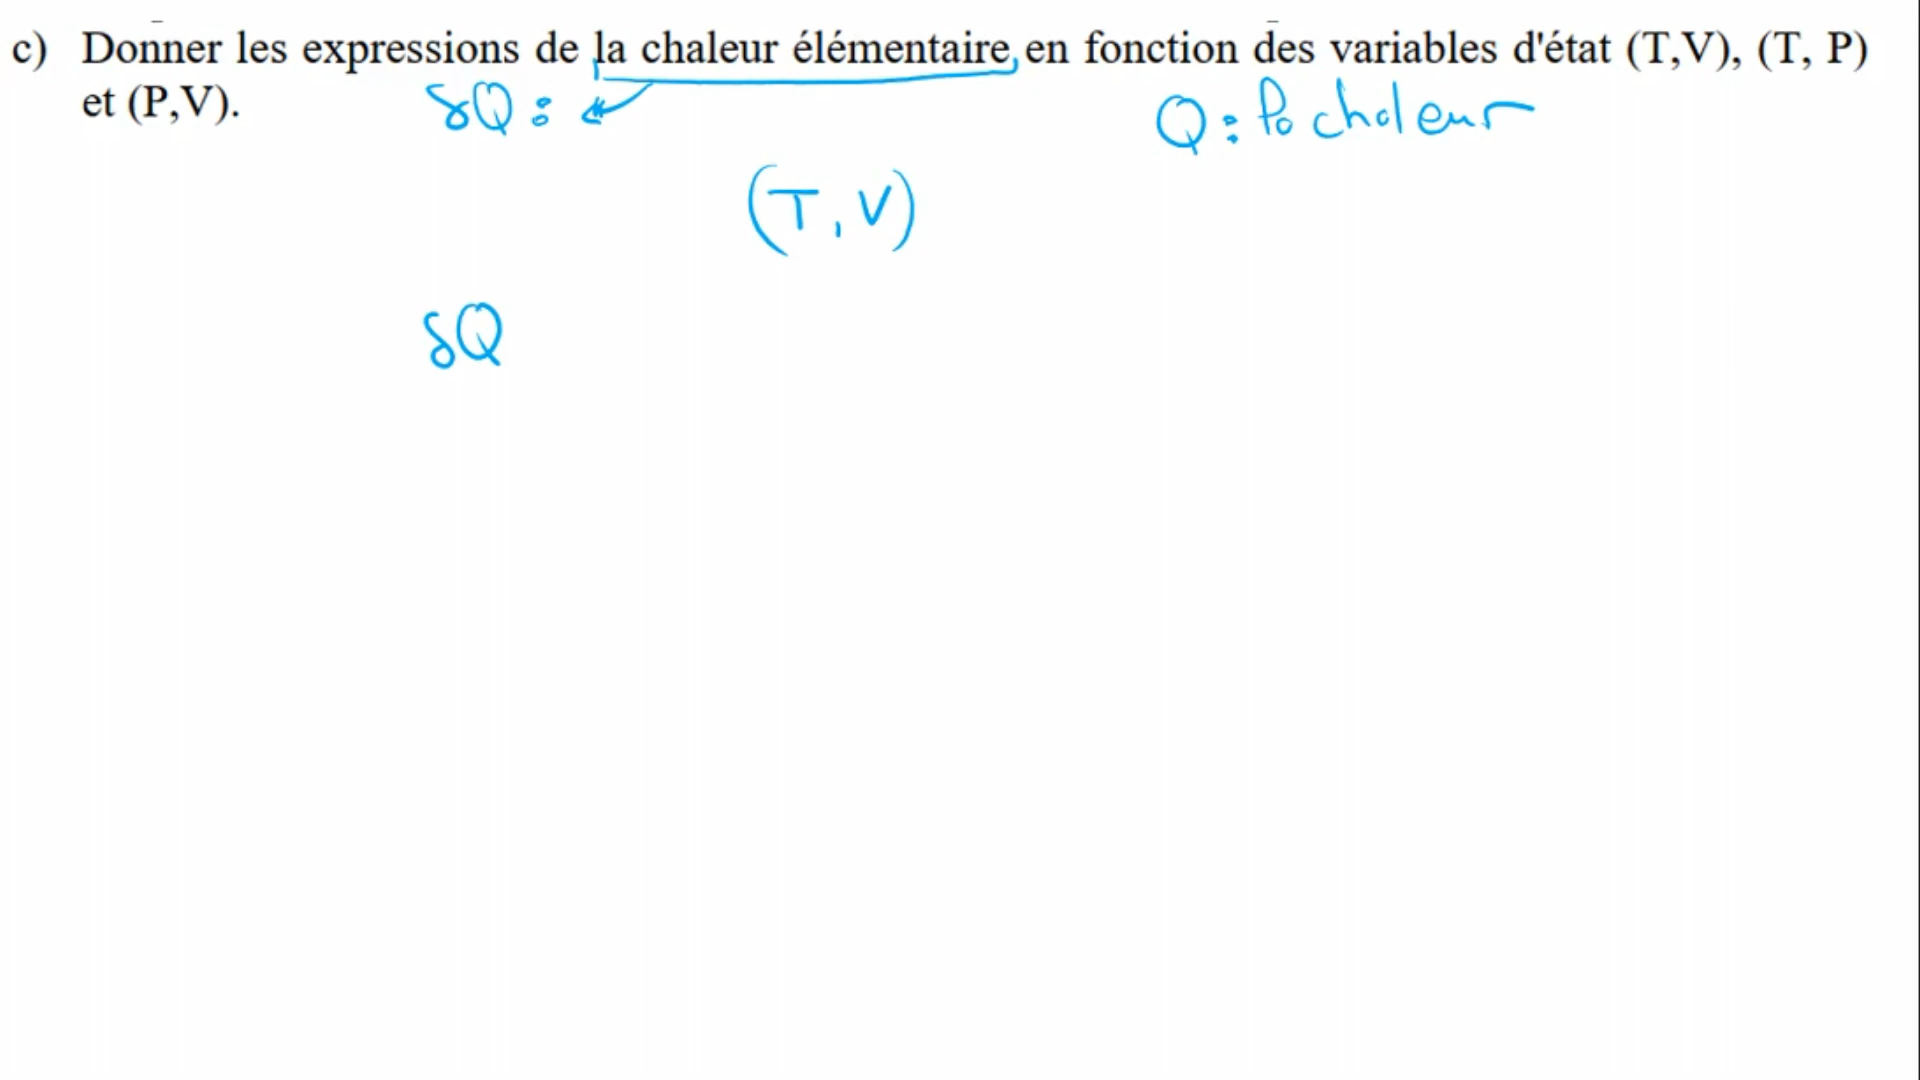 c) Donner les expressions de la chaleur élémentaire en fonction des variables d'état (T,V), (T, P)
et (P,V).
δQ :
Q : la chaleur
(T, V)
δQ